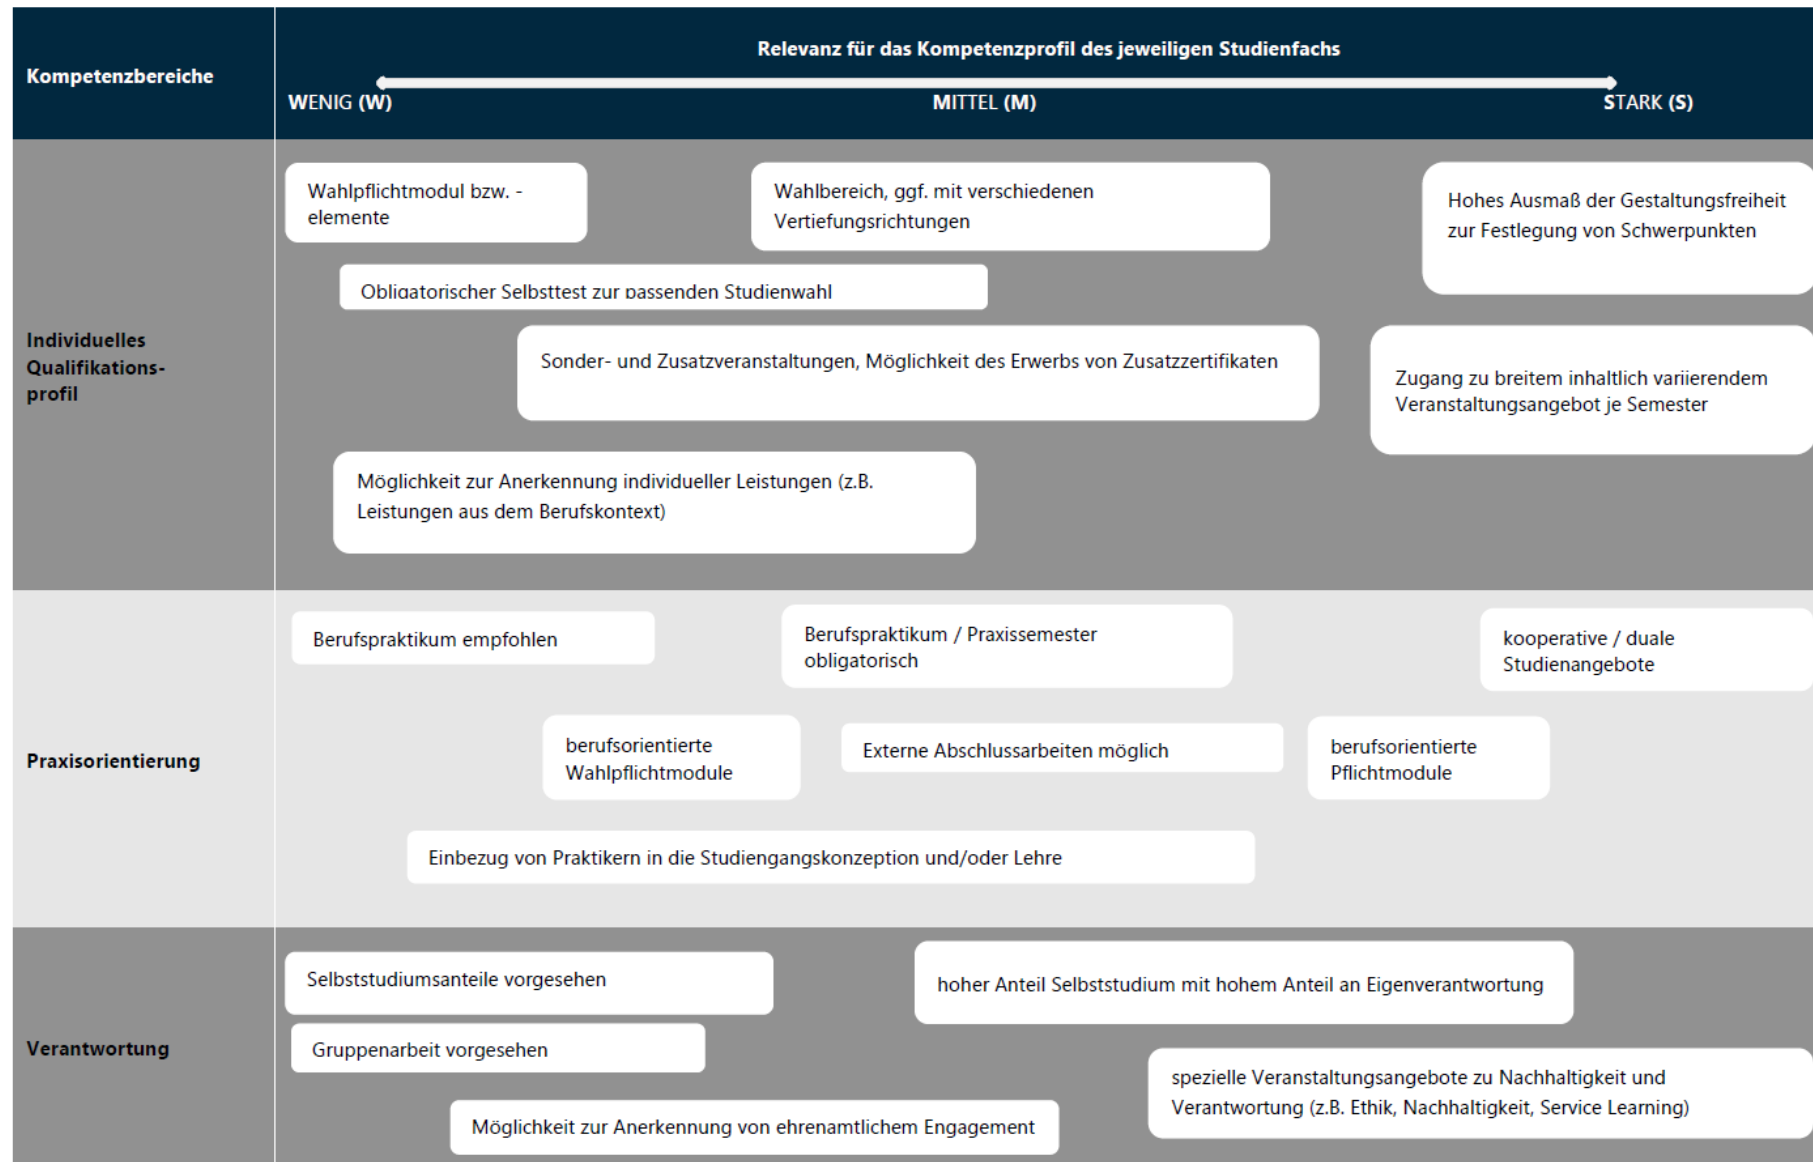 Kompetenzbereiche
Relevanz für das Kompetenzprofil des jeweiligen Studienfachs
WENIG (W)
MITTEL (M)
STARK (S)
Individuelles
Qualifikations-
profil
Wahlpflichtmodul bzw. -
elemente
Wahlbereich, ggf. mit verschiedenen
Vertiefungsrichtungen
Hohes Ausmaß der Gestaltungsfreiheit
zur Festlegung von Schwerpunkten
Obligatorischer Selbsttest zur passenden Studienwahl
Sonder- und Zusatzveranstaltungen, Möglichkeit des Erwerbs von Zusatzzertifikaten
Zugang zu breitem inhaltlich variierendem
Veranstaltungsangebot je Semester
Möglichkeit zur Anerkennung individueller Leistungen (z.B.
Leistungen aus dem Berufskontext)
Praxisorientierung
Berufspraktikum empfohlen
Berufspraktikum / Praxissemester
obligatorisch
kooperative / duale
Studienangebote
berufsorientierte
Wahlpflichtmodule
Externe Abschlussarbeiten möglich
berufsorientierte
Pflichtmodule
Einbezug von Praktikern in die Studiengangskonzeption und/oder Lehre
Verantwortung
Selbststudiumsanteile vorgesehen
hoher Anteil Selbststudium mit hohem Anteil an Eigenverantwortung
Gruppenarbeit vorgesehen
spezielle Veranstaltungsangebote zu Nachhaltigkeit und
Verantwortung (z.B. Ethik, Nachhaltigkeit, Service Learning)
Möglichkeit zur Anerkennung von ehrenamtlichem Engagement